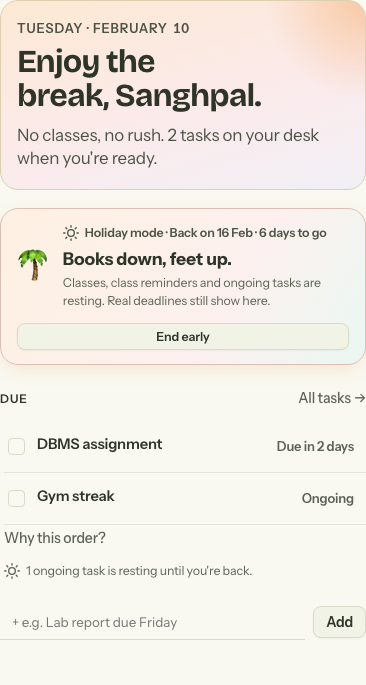 TUESDAY · FEBRUARY 10
Enjoy the
break, Sanghpal.
No classes, no rush. 2 tasks on your desk
when you're ready.
Holiday mode · Back on 16 Feb · 6 days to go
Books down, feet up.
Classes, class reminders and ongoing tasks are
resting. Real deadlines still show here.
End early
DUE
All tasks →
DBMS assignment
Due in 2 days
Gym streak
Ongoing
Why this order?
1 ongoing task is resting until you're back.
+ e.g. Lab report due Friday
Add